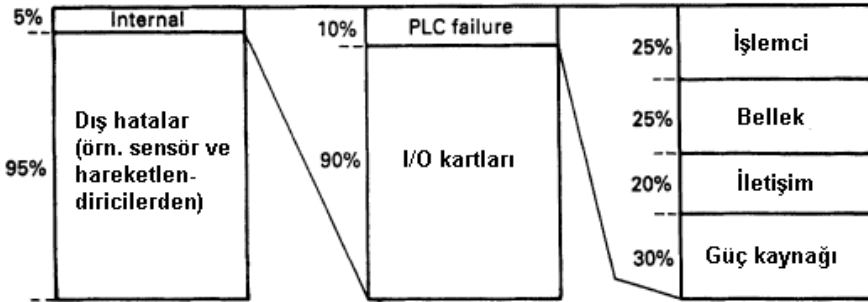 5%
Internal
95%
Dış hatalar
(örn. sensör ve
hareketlen-
diricilerden)
10%
PLC failure
90%
I/O kartları
25%
İşlemci
25%
Bellek
20%
İletişim
30%
Güç kaynağı